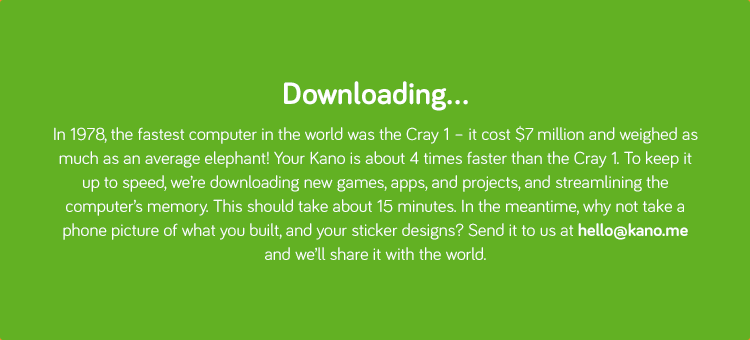 Downloading...
In 1978, the fastest computer in the world was the Cray 1 – it cost $7 million and weighed as
much as an average elephant! Your Kano is about 4 times faster than the Cray 1. To keep it
up to speed, we're downloading new games, apps, and projects, and streamlining the
computer's memory. This should take about 15 minutes. In the meantime, why not take a
phone picture of what you built, and your sticker designs? Send it to us at hello@kano.me
and we'll share it with the world.